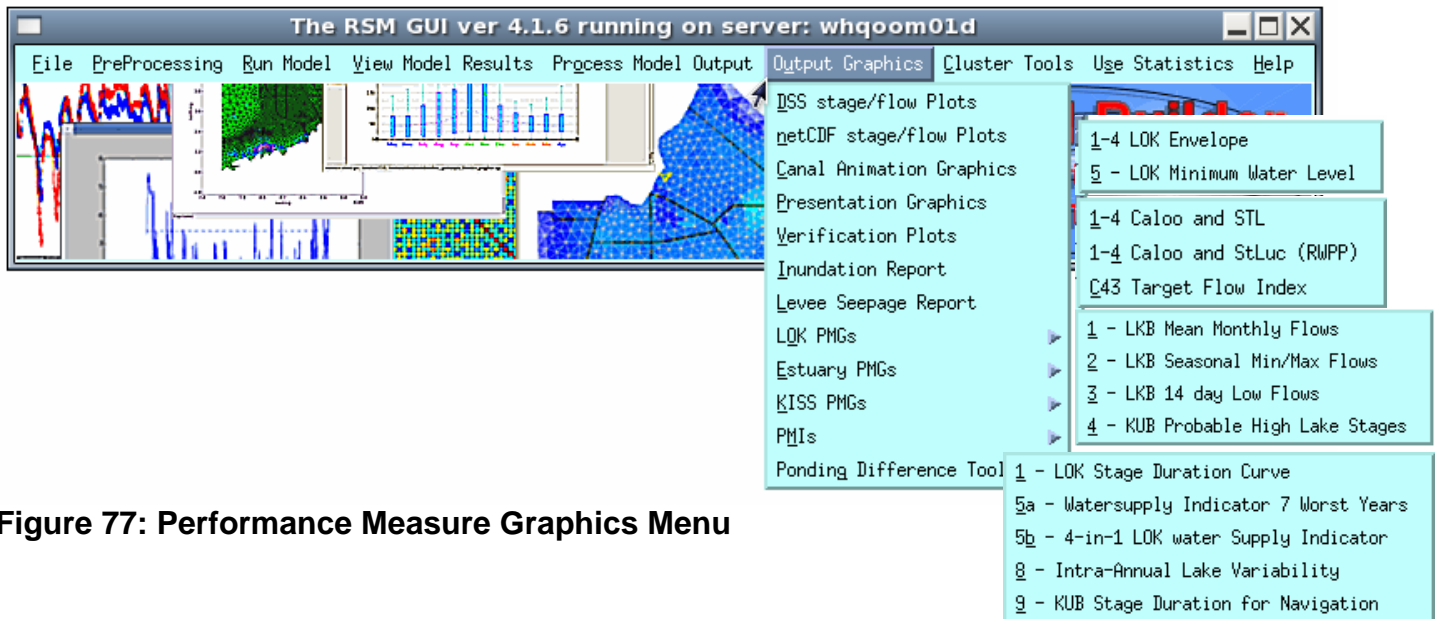 The RSM GUI ver 4.1.6 running on server: whqoom01d
File PreProcessing Run Model View Model Results Process Model Output Output Graphics Cluster Tools Use Statistics Help
DSS stage/flow Plots
netCDF stage/flow Plots
Canal Animation Graphics
Presentation Graphics
Verification Plots
Inundation Report
Levee Seepage Report
LOK PMGs
Estuary PMGs
KISS PMGs
PMIs
Ponding Difference Tool
1-4 LOK Envelope
5 - LOK Minimum Water Level
1-4 Caloo and STL
1-4 Caloo and StLuc (RWPP)
C43 Target Flow Index
1 - LKB Mean Monthly Flows
2 - LKB Seasonal Min/Max Flows
3 - LKB 14 day Low Flows
4 - KUB Probable High Lake Stages
1 - LOK Stage Duration Curve
5a - Watersupply Indicator 7 Worst Years
5b - 4-in-1 LOK water Supply Indicator
8 - Intra-Annual Lake Variability
9 - KUB Stage Duration for Navigation
Figure 77: Performance Measure Graphics Menu